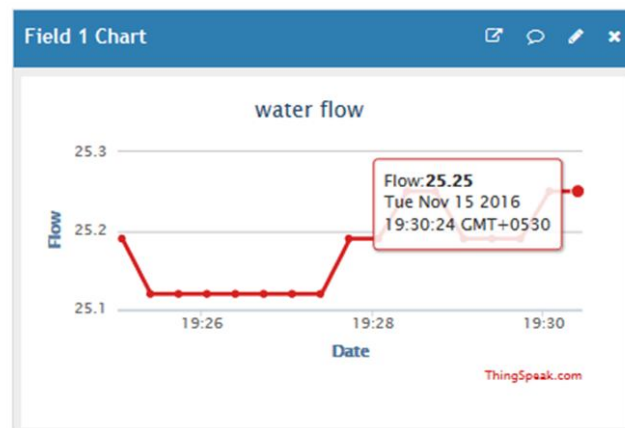 Field 1 Chart
water flow
25.3
Flow:25.25
Tue Nov 15 2016
19:30:24 GMT+0530
25.2
Flow
25.1
19:26 19:28 19:30
Date
ThingSpeak.com